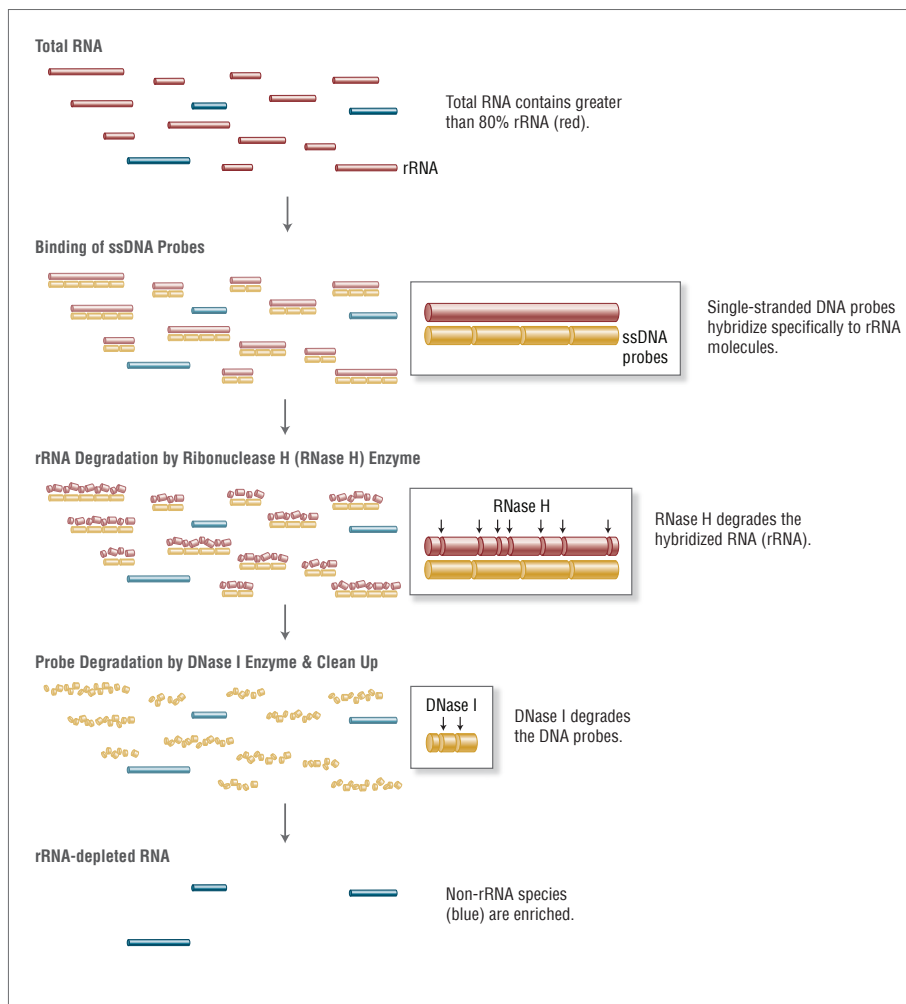 Total RNA
Total RNA contains greater
than 80% rRNA (red).
rRNA
Binding of ssDNA Probes
ssDNA
probes
Single-stranded DNA probes
hybridize specifically to rRNA
molecules.
rRNA Degradation by Ribonuclease H (RNase H) Enzyme
RNase H
RNase H degrades the
hybridized RNA (rRNA).
Probe Degradation by DNase I Enzyme & Clean Up
DNase I
DNase I degrades
the DNA probes.
rRNA-depleted RNA
Non-rRNA species
(blue) are enriched.